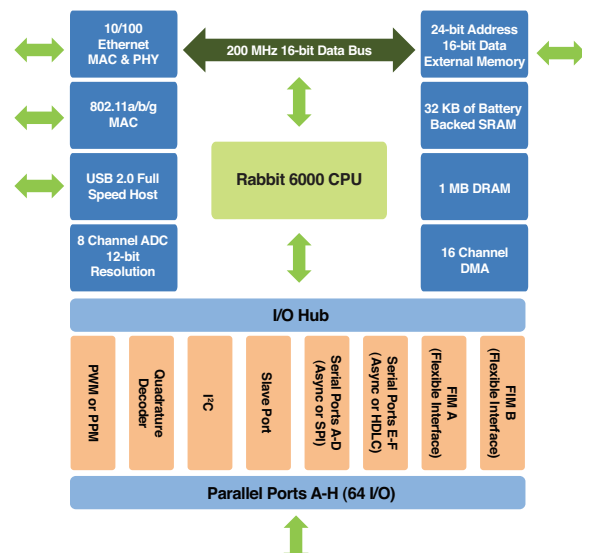 10/100
Ethernet
MAC & PHY
200 MHz 16-bit Data Bus
24-bit Address
16-bit Data
External Memory
802.11a/b/g
MAC
32 KB of Battery
Backed SRAM
USB 2.0 Full
Speed Host
Rabbit 6000 CPU
1 MB DRAM
8 Channel ADC
12-bit
Resolution
16 Channel
DMA
I/O Hub
PWM or PPM
Quadrature
Decoder
I²C
Slave Port
Serial Ports A-D
(Async or SPI)
Serial Ports E-F
(Async or HDLC)
FIM A
(Flexible Interface)
FIM B
(Flexible Interface)
Parallel Ports A-H (64 I/O)